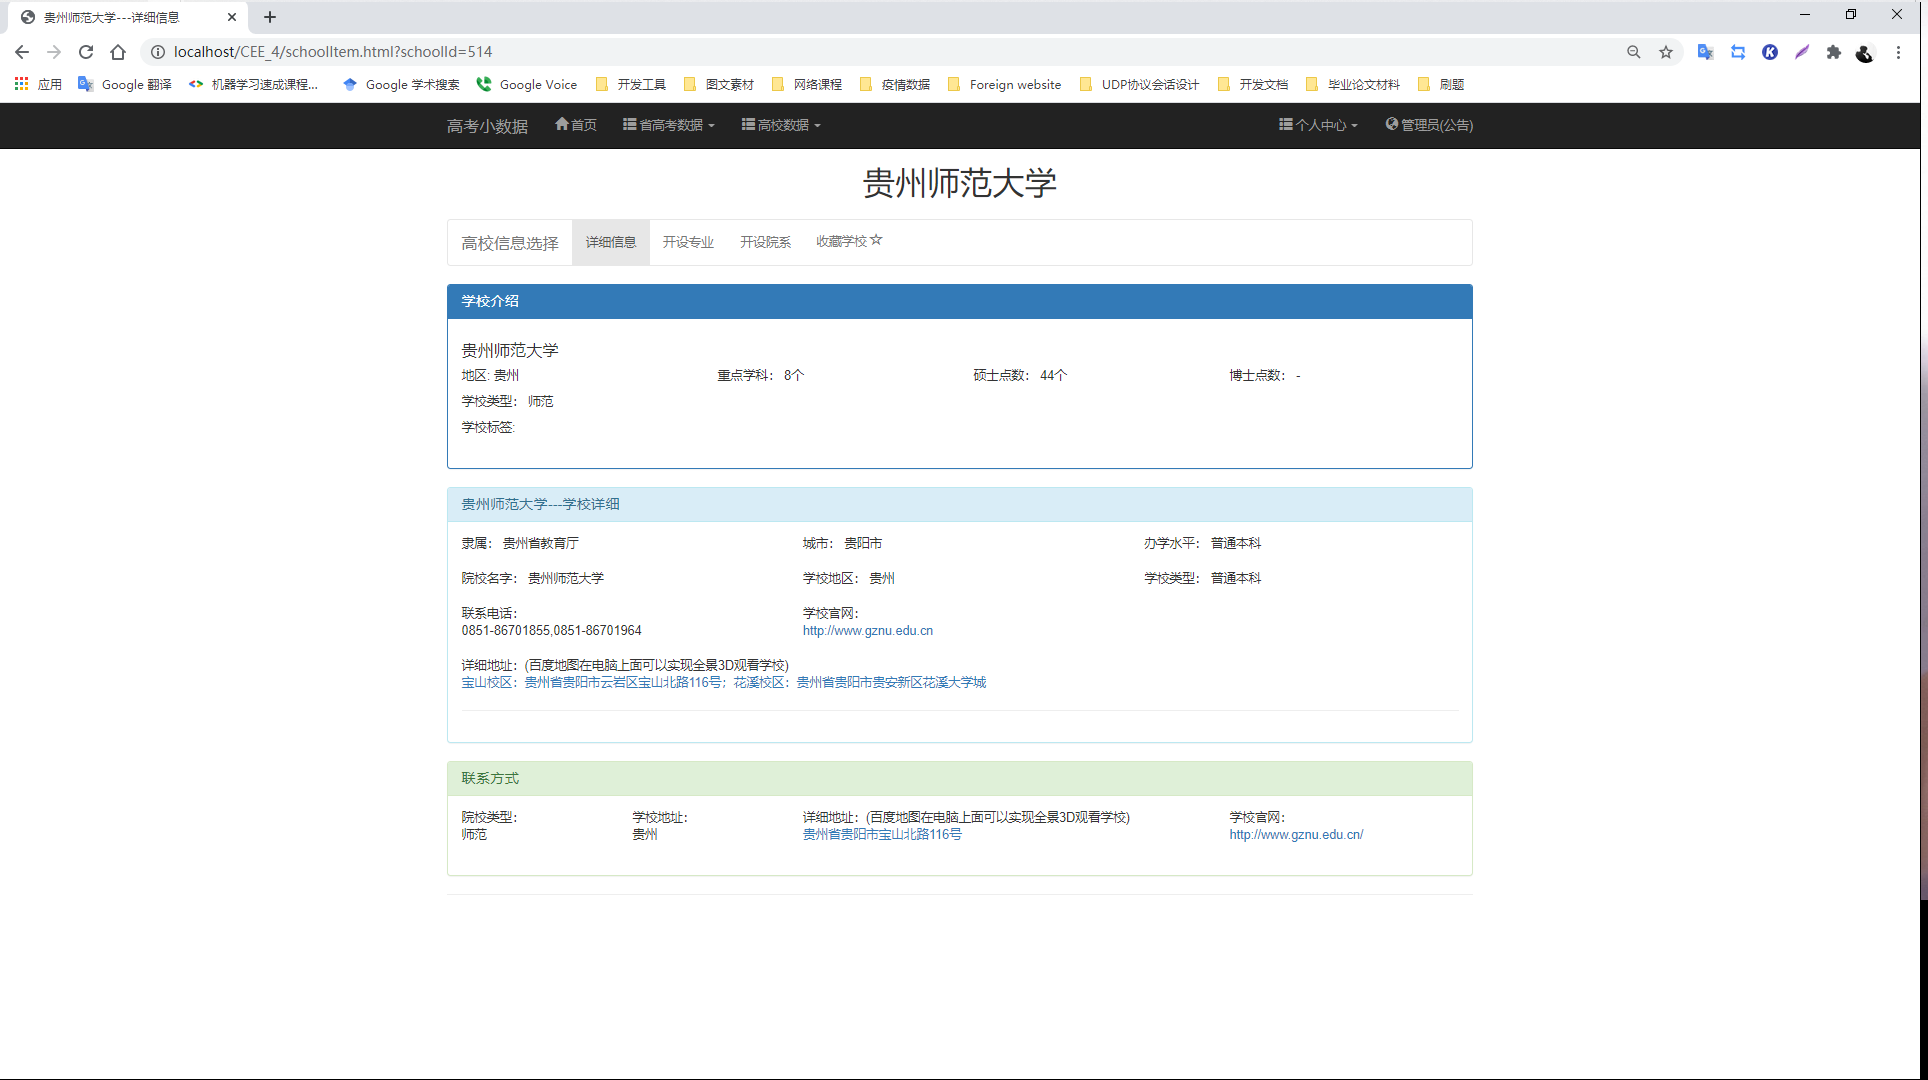 贵州师范大学---详细信息
localhost/CEE_4/schoolItem.html?schoolId=514
应用 Google 翻译 机器学习速成课程... Google 学术搜索 Google Voice 开发工具 图文素材 网络课程 疫情数据 Foreign website UDP协议会话设计 开发文档 毕业论文材料 刷题
高考小数据 首页 省高考数据 高校数据 个人中心 管理员(公告)
贵州师范大学
高校信息选择 详细信息 开设专业 开设院系 收藏学校☆
学校介绍
贵州师范大学
地区: 贵州 重点学科： 8个 硕士点数： 44个 博士点数： -
学校类型： 师范
学校标签:
贵州师范大学---学校详细
隶属： 贵州省教育厅 城市： 贵阳市 办学水平： 普通本科
院校名字： 贵州师范大学 学校地区： 贵州 学校类型： 普通本科
联系电话： 学校官网：
0851-86701855,0851-86701964 http://www.gznu.edu.cn
详细地址：(百度地图在电脑上面可以实现全景3D观看学校)
宝山校区：贵州省贵阳市云岩区宝山北路116号；花溪校区：贵州省贵阳市贵安新区花溪大学城
联系方式
院校类型： 学校地址： 详细地址：(百度地图在电脑上面可以实现全景3D观看学校) 学校官网：
师范 贵州 贵州省贵阳市宝山北路116号 http://www.gznu.edu.cn/